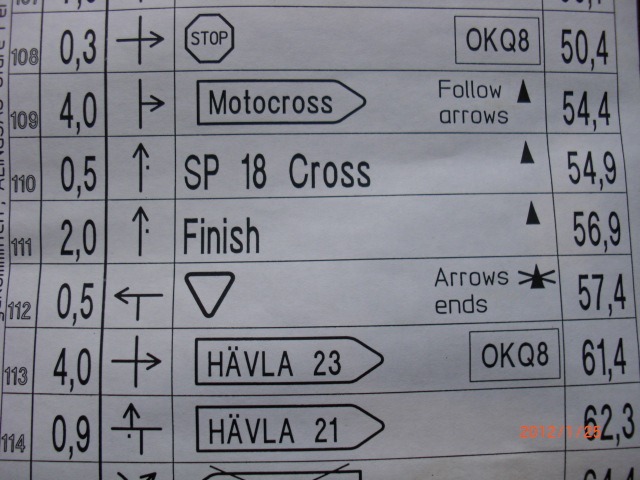 108 0,3 STOP OKQ8 50,4
109 4,0 Motocross Follow arrows 54,4
110 0,5 SP 18 Cross 54,9
111 2,0 Finish 56,9
112 0,5 Arrows ends 57,4
113 4,0 HÄVLA 23 OKQ8 61,4
114 0,9 HÄVLA 21 62,3
2012/1/28